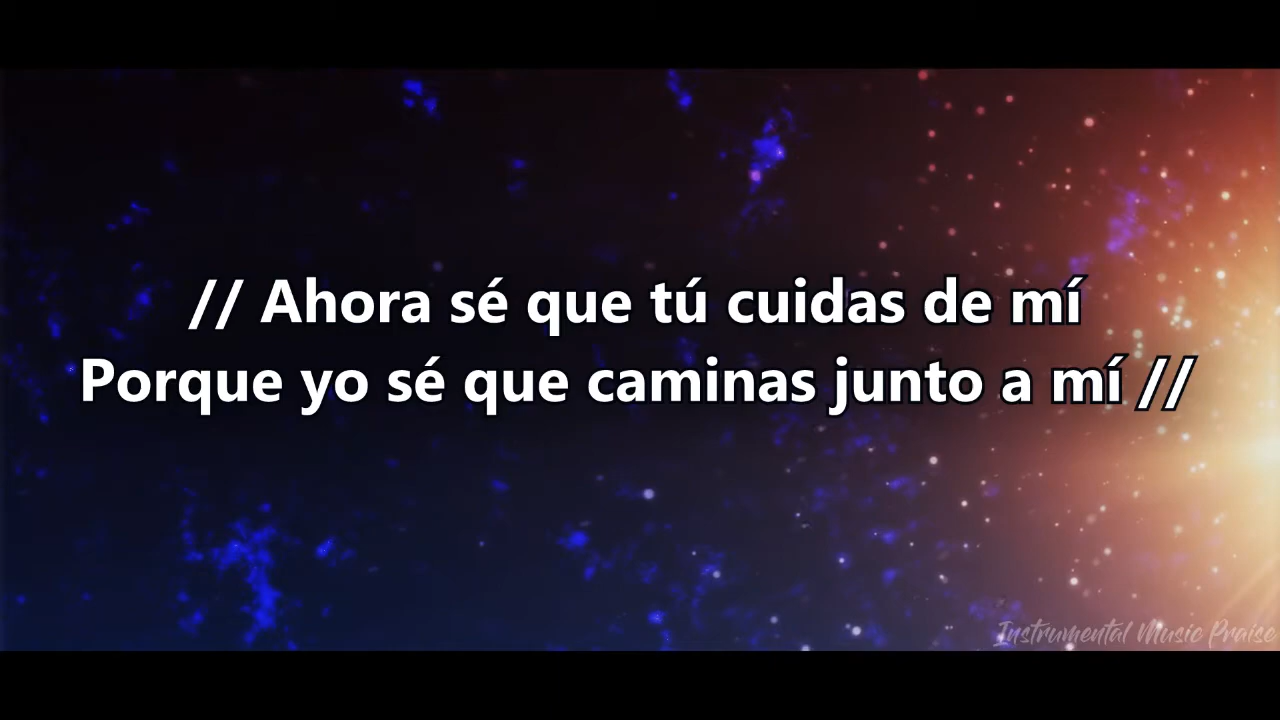 // Ahora sé que tú cuidas de mí
Porque yo sé que caminas junto a mí //
Instrumental Music Praise